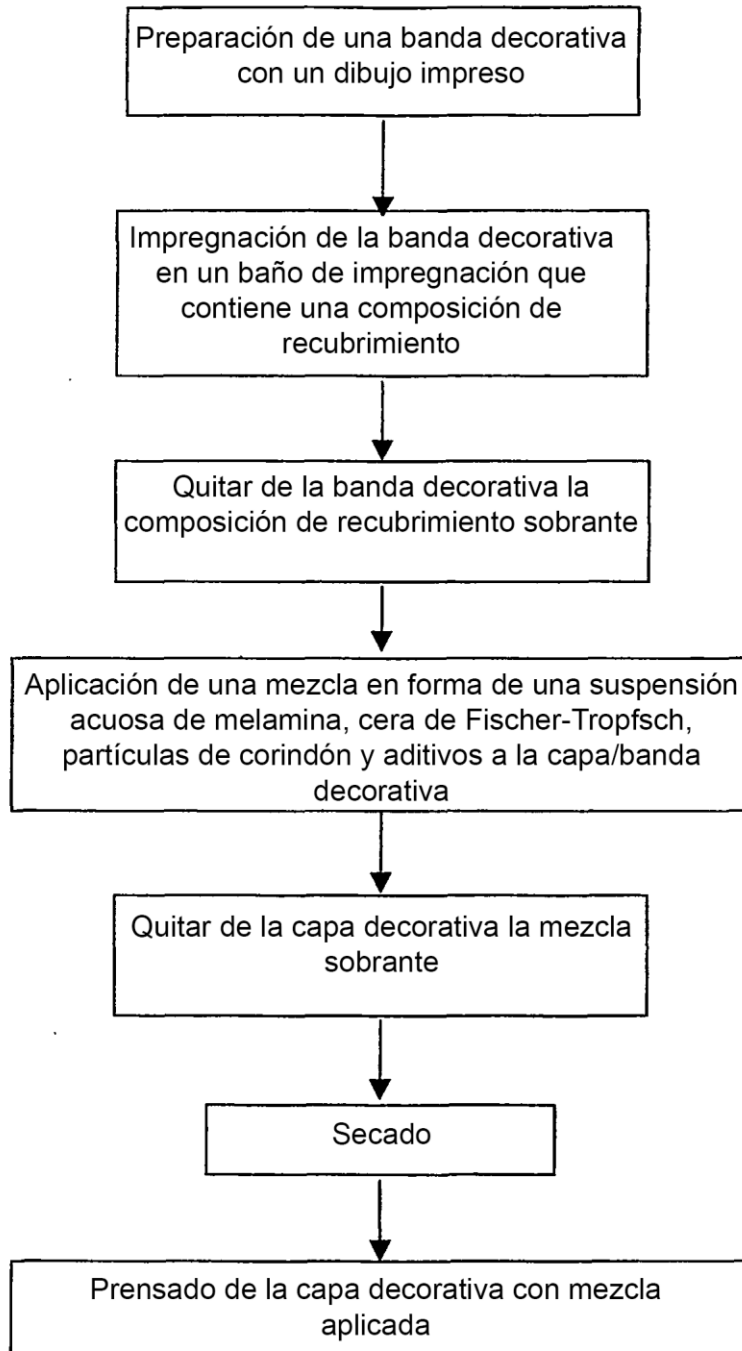 Preparación de una banda decorativa
con un dibujo impreso
Impregnación de la banda decorativa
en un baño de impregnación que
contiene una composición de
recubrimiento
Quitar de la banda decorativa la
composición de recubrimiento sobrante
Aplicación de una mezcla en forma de una suspensión
acuosa de melamina, cera de Fischer-Tropfsch,
partículas de corindón y aditivos a la capa/banda
decorativa
Quitar de la capa decorativa la mezcla
sobrante
Secado
Prensado de la capa decorativa con mezcla
aplicada